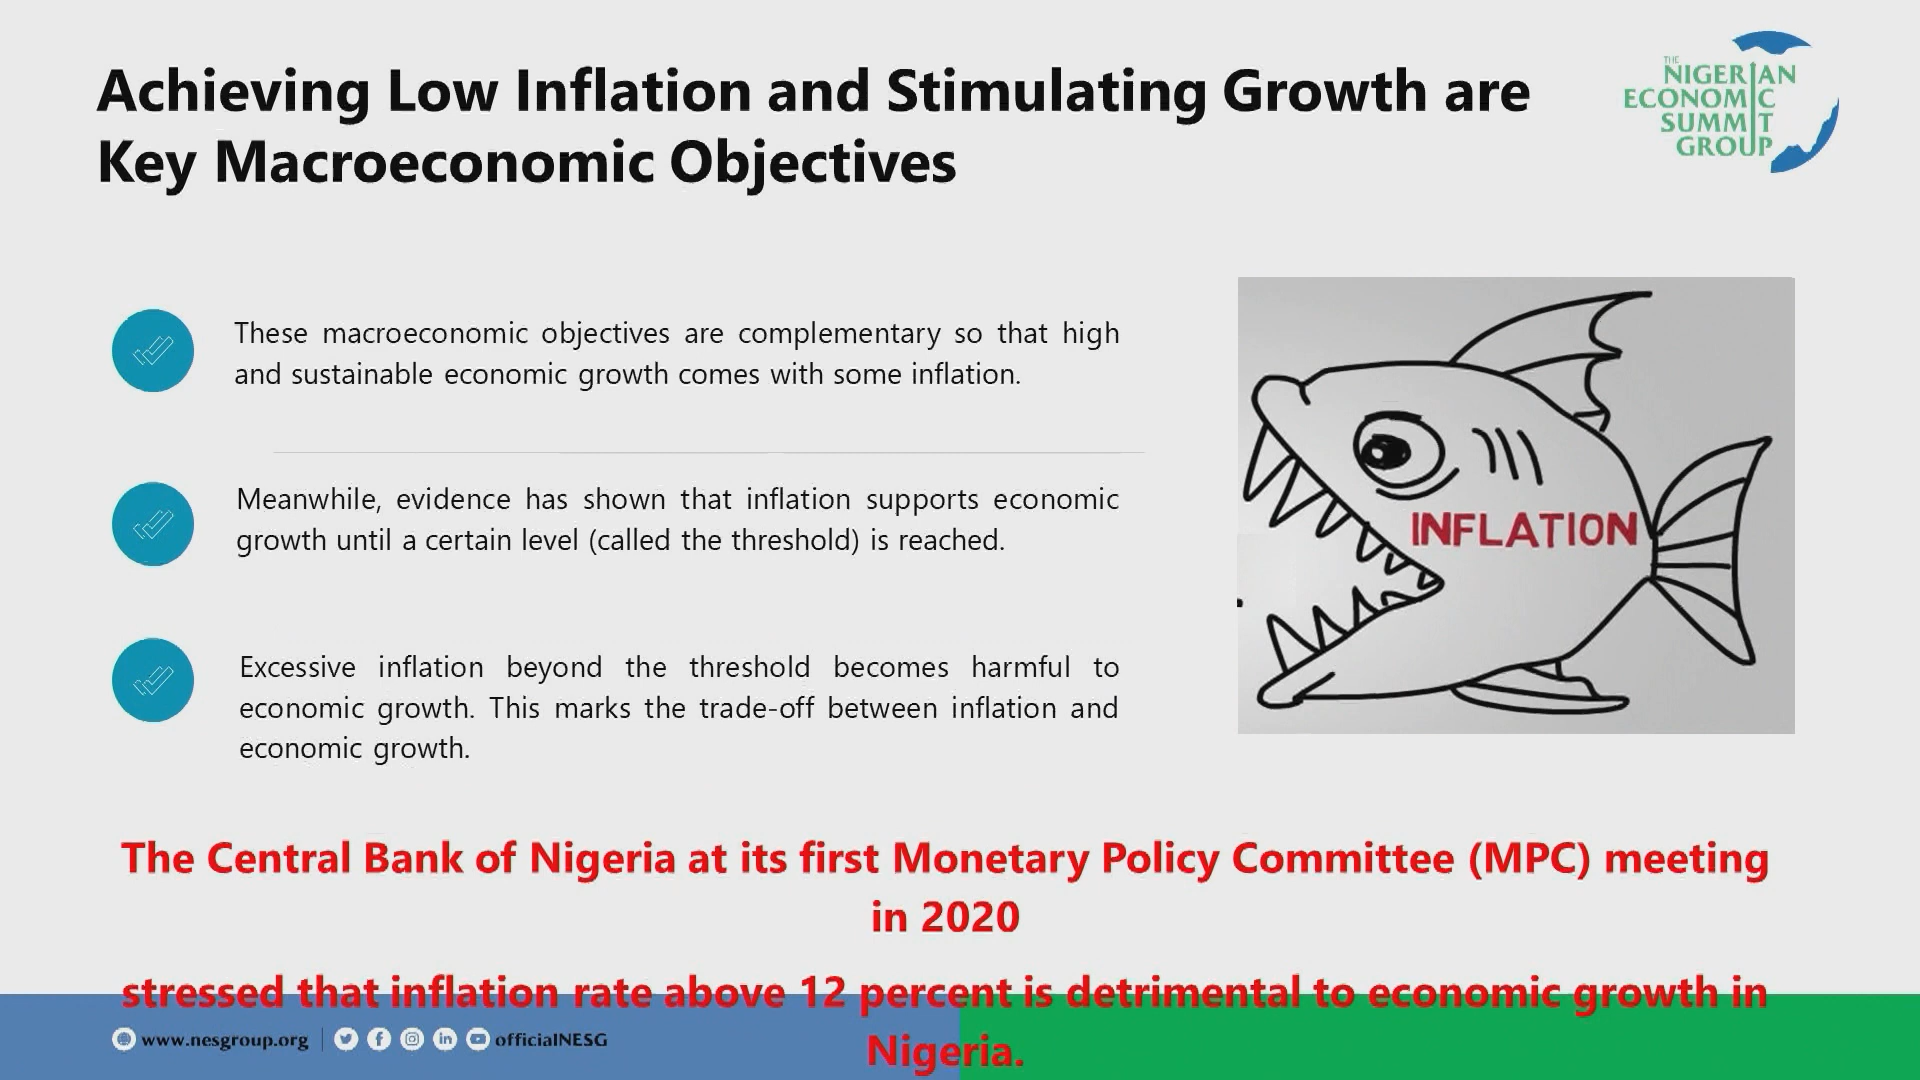 Achieving Low Inflation and Stimulating Growth are
Key Macroeconomic Objectives
THE
NIGERIAN
ECONOMIC
SUMMIT
GROUP
These macroeconomic objectives are complementary so that high
and sustainable economic growth comes with some inflation.
Meanwhile, evidence has shown that inflation supports economic
growth until a certain level (called the threshold) is reached.
Excessive inflation beyond the threshold becomes harmful to
economic growth. This marks the trade-off between inflation and
economic growth.
INFLATION
The Central Bank of Nigeria at its first Monetary Policy Committee (MPC) meeting
in 2020
stressed that inflation rate above 12 percent is detrimental to economic growth in
Nigeria.
www.nesgroup.org
officialNESG